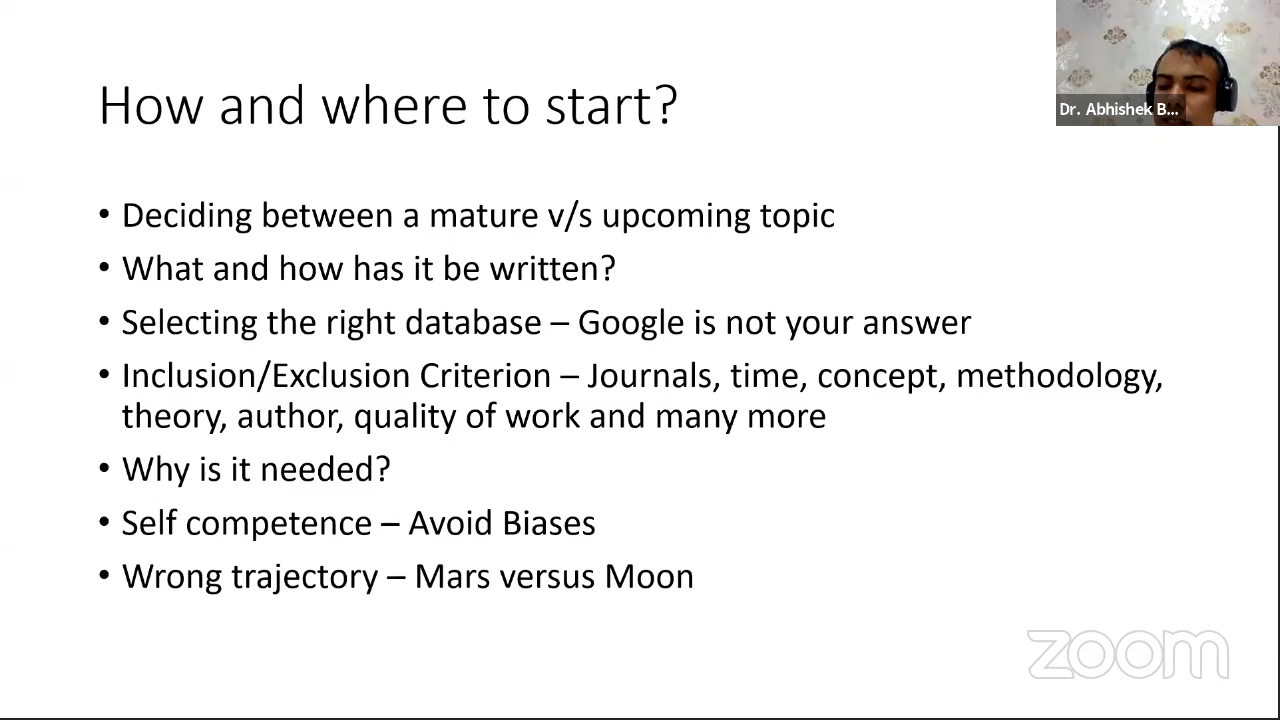 How and where to start?
Dr. Abhishek B...
• Deciding between a mature v/s upcoming topic
• What and how has it be written?
• Selecting the right database – Google is not your answer
• Inclusion/Exclusion Criterion – Journals, time, concept, methodology,
theory, author, quality of work and many more
• Why is it needed?
• Self competence – Avoid Biases
• Wrong trajectory – Mars versus Moon
zoom